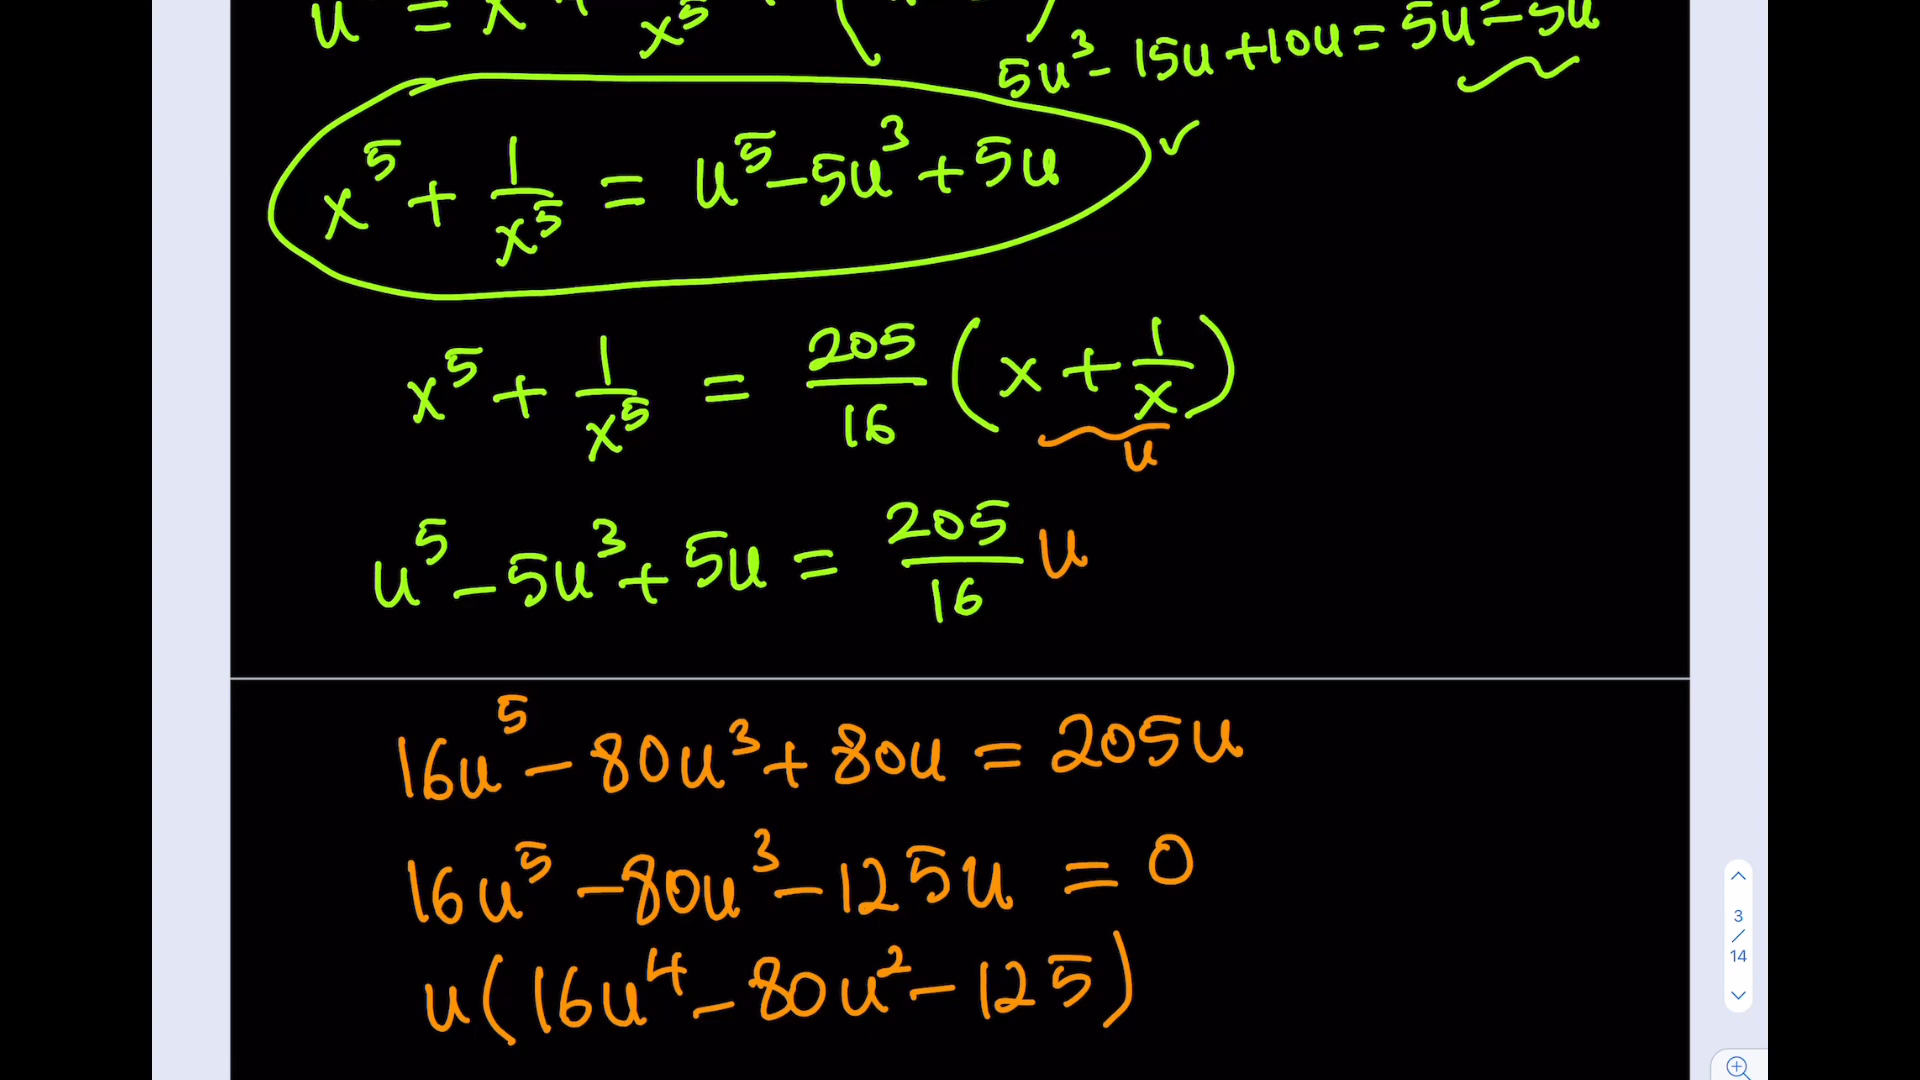 5u³ - 15u + 10u = 5u³ - 5u
x⁵ + 1/x⁵ = u⁵ - 5u³ + 5u ✓
x⁵ + 1/x⁵ = 205/16 (x + 1/x)
u
u⁵ - 5u³ + 5u = 205/16 u
16u⁵ - 80u³ + 80u = 205u
16u⁵ - 80u³ - 125u = 0
u(16u⁴ - 80u² - 125)
3
/
14